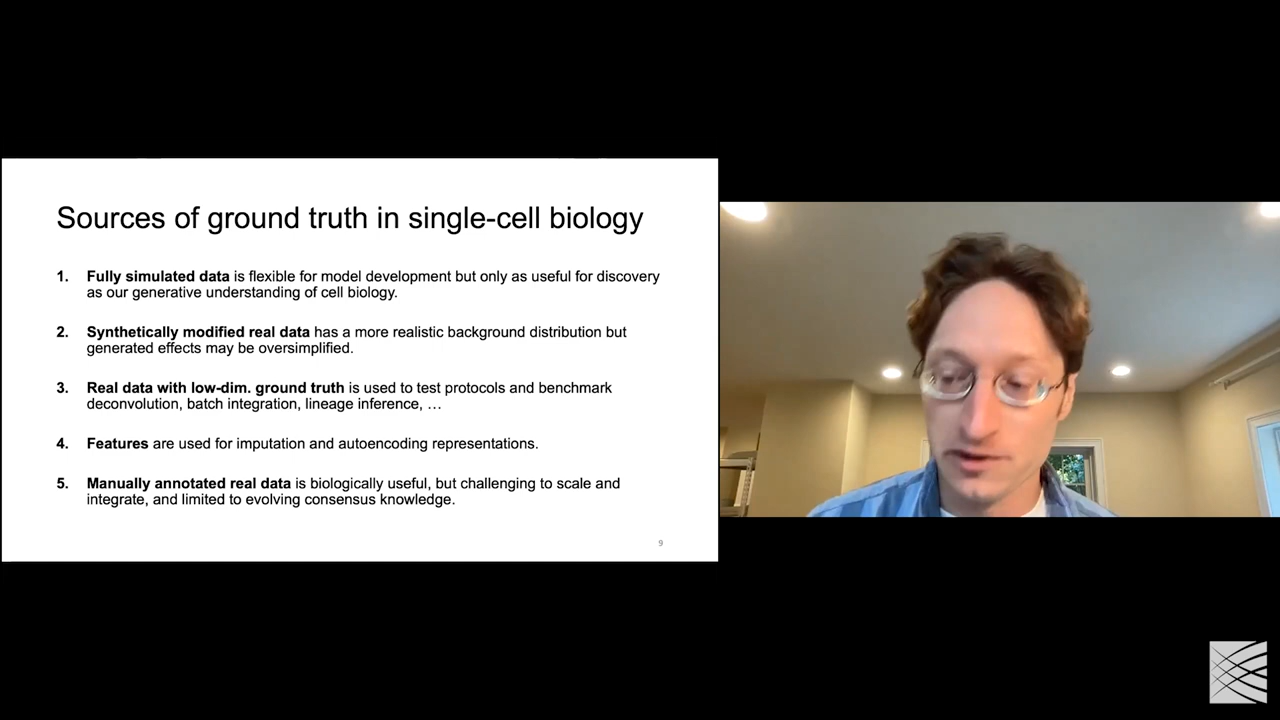 Sources of ground truth in single-cell biology
1. Fully simulated data is flexible for model development but only as useful for discovery
as our generative understanding of cell biology.
2. Synthetically modified real data has a more realistic background distribution but
generated effects may be oversimplified.
3. Real data with low-dim. ground truth is used to test protocols and benchmark
deconvolution, batch integration, lineage inference, …
4. Features are used for imputation and autoencoding representations.
5. Manually annotated real data is biologically useful, but challenging to scale and
integrate, and limited to evolving consensus knowledge.
9